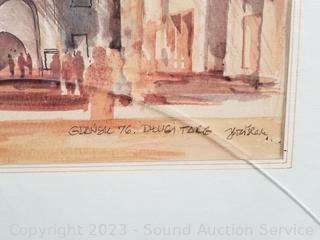 GDAŃSK 76. DŁUGI TARG
Copyright 2023 - Sound Auction Service